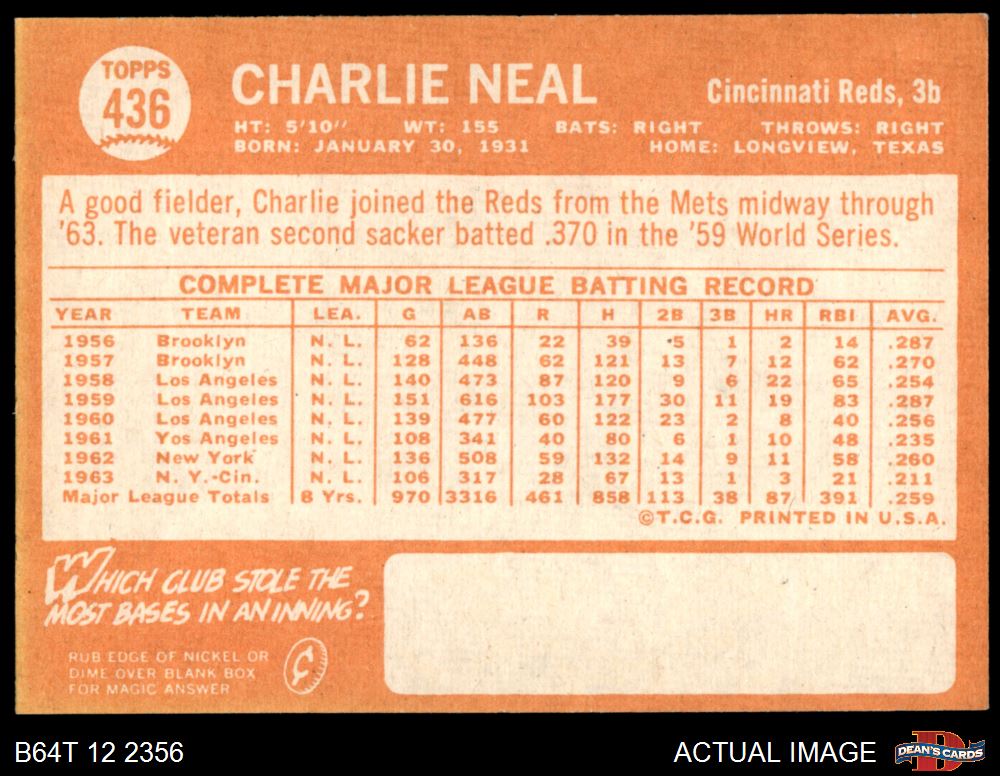 TOPPS
436
CHARLIE NEAL
Cincinnati Reds, 3b
HT: 5'10" WT: 155 BATS: RIGHT THROWS: RIGHT
BORN: JANUARY 30, 1931 HOME: LONGVIEW, TEXAS
A good fielder, Charlie joined the Reds from the Mets midway through
'63. The veteran second sacker batted .370 in the '59 World Series.
COMPLETE MAJOR LEAGUE BATTING RECORD
YEAR TEAM LEA. G AB R H 2B 3B HR RBI AVG.
1956 Brooklyn N. L. 62 136 22 39 5 1 2 14 .287
1957 Brooklyn N. L. 128 448 62 121 13 7 12 62 .270
1958 Los Angeles N. L. 140 473 87 120 9 6 22 65 .254
1959 Los Angeles N. L. 151 616 103 177 30 11 19 83 .287
1960 Los Angeles N. L. 139 477 60 122 23 2 8 40 .256
1961 Yos Angeles N. L. 108 341 40 80 6 1 10 48 .235
1962 New York N. L. 136 508 59 132 14 9 11 58 .260
1963 N. Y.-Cin. N. L. 106 317 28 67 13 1 3 21 .211
Major League Totals 8 Yrs. 970 3316 461 858 113 38 87 391 .259
©T.C.G. PRINTED IN U.S.A.
WHICH CLUB STOLE THE
MOST BASES IN AN INNING?
RUB EDGE OF NICKEL OR
DIME OVER BLANK BOX
FOR MAGIC ANSWER
B64T 12 2356
ACTUAL IMAGE
D
DEAN'S CARDS